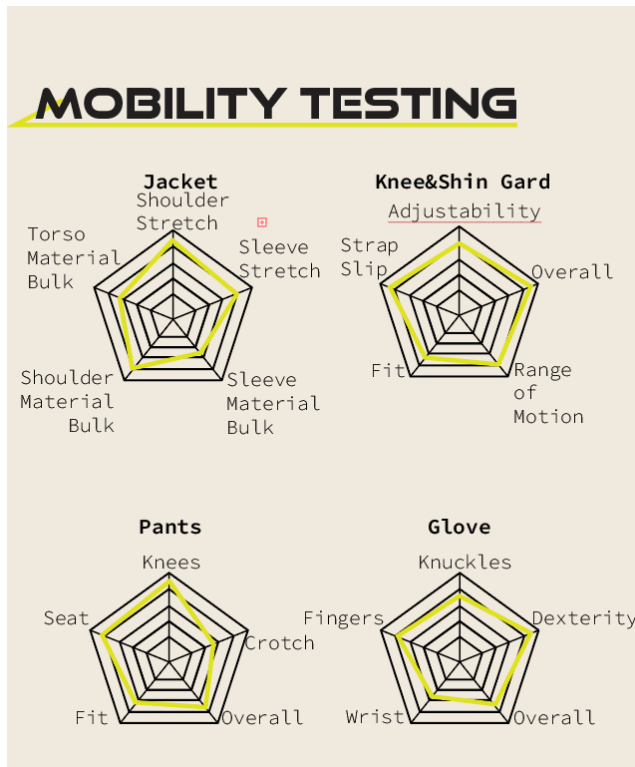 MOBILITY TESTING
Jacket
Shoulder
Stretch
Sleeve
Stretch
Torso
Material
Bulk
Shoulder
Material
Bulk
Sleeve
Material
Bulk
Knee&Shin Gard
Adjustability
Strap
Slip
Overall
Fit
Range
of
Motion
Pants
Knees
Seat
Crotch
Fit
Overall
Glove
Knuckles
Fingers
Dexterity
Wrist
Overall